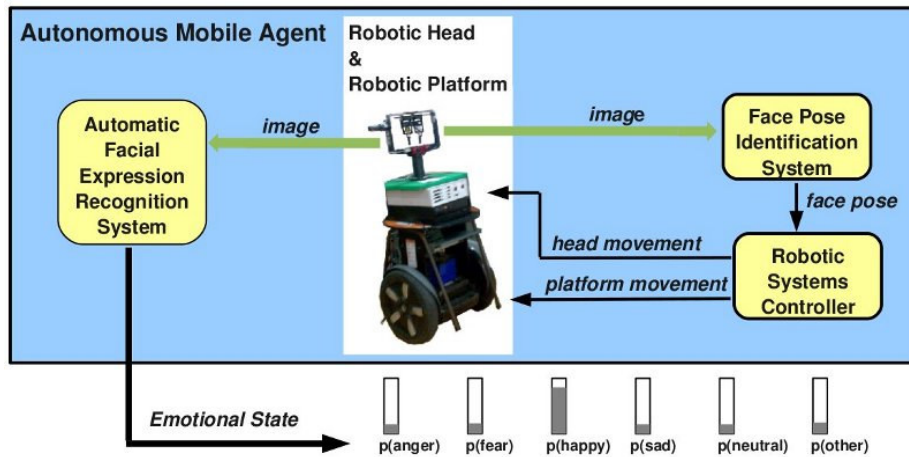 Autonomous Mobile Agent
Robotic Head
&
Robotic Platform
image
image
Automatic
Facial
Expression
Recognition
System
Face Pose
Identification
System
face pose
head movement
platform movement
Robotic
Systems
Controller
Emotional State
p(anger) p(fear) p(happy) p(sad) p(neutral) p(other)